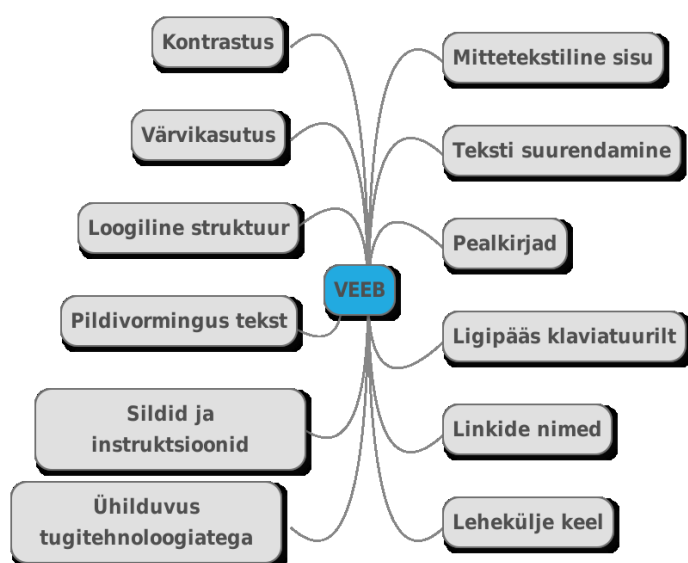 Kontrastus
Värvikasutus
Loogiline struktuur
Pildivormingus tekst
Sildid ja
instruktsioonid
Ühilduvus
tugitehnoloogiatega
VEEB
Mittetekstiline sisu
Teksti suurendamine
Pealkirjad
Ligipääs klaviatuurilt
Linkide nimed
Lehekülje keel